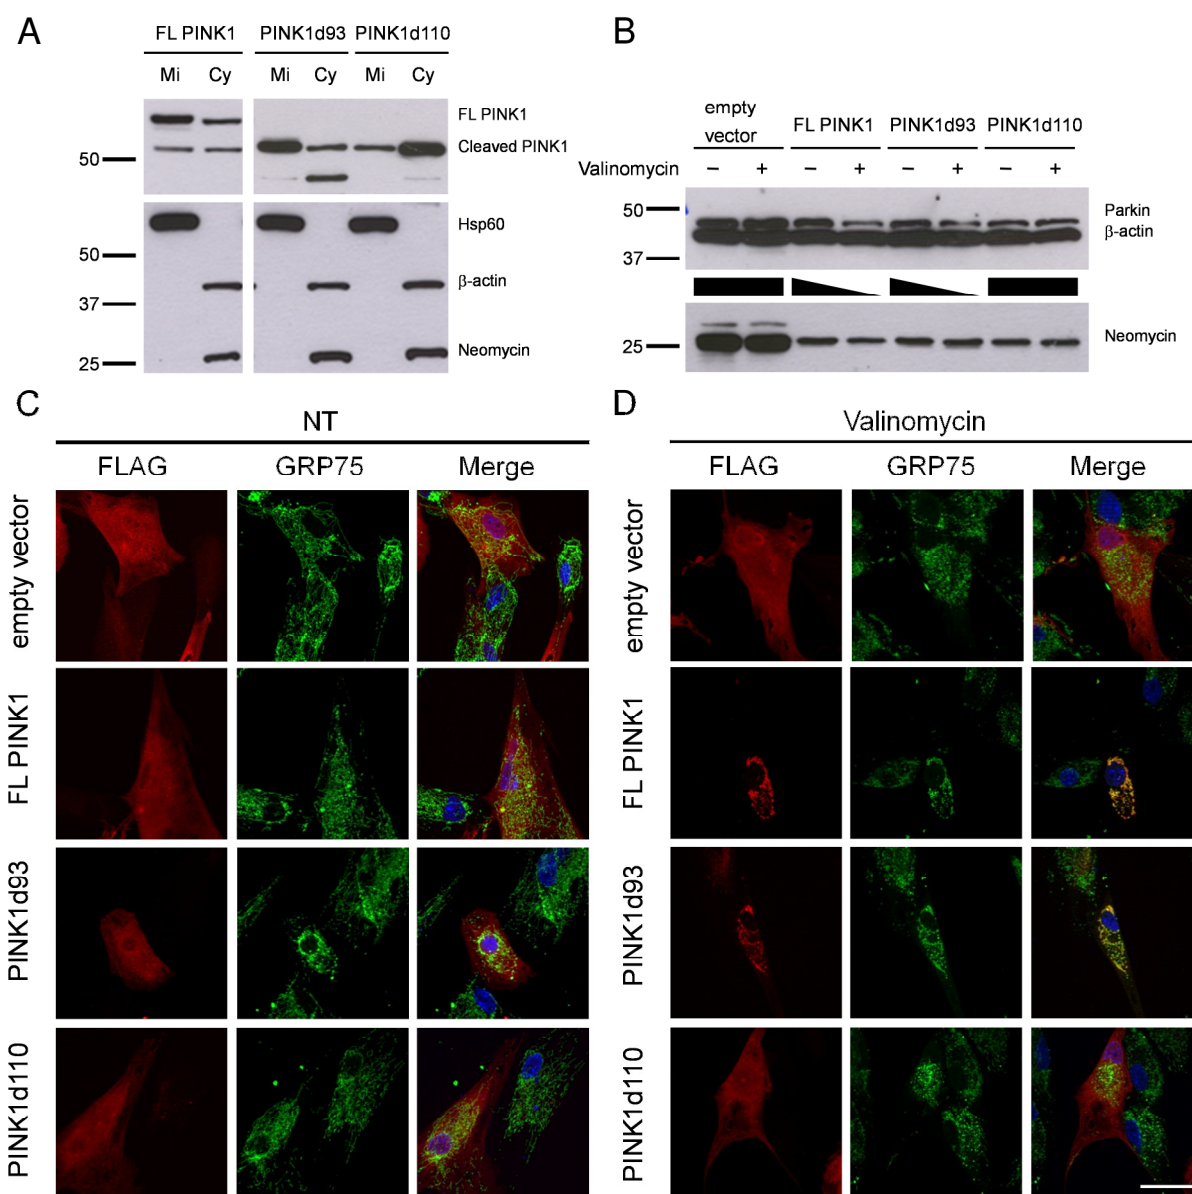 A
FL PINK1 PINK1d93 PINK1d110
Mi Cy Mi Cy Mi Cy
FL PINK1
Cleaved PINK1
50
Hsp60
50
β-actin
37
Neomycin
25
B
empty
vector FL PINK1 PINK1d93 PINK1d110
Valinomycin – + – + – + – +
50
Parkin
β-actin
37
25
Neomycin
C
NT
FLAG GRP75 Merge
empty vector
FL PINK1
PINK1d93
PINK1d110
D
Valinomycin
FLAG GRP75 Merge
empty vector
FL PINK1
PINK1d93
PINK1d110